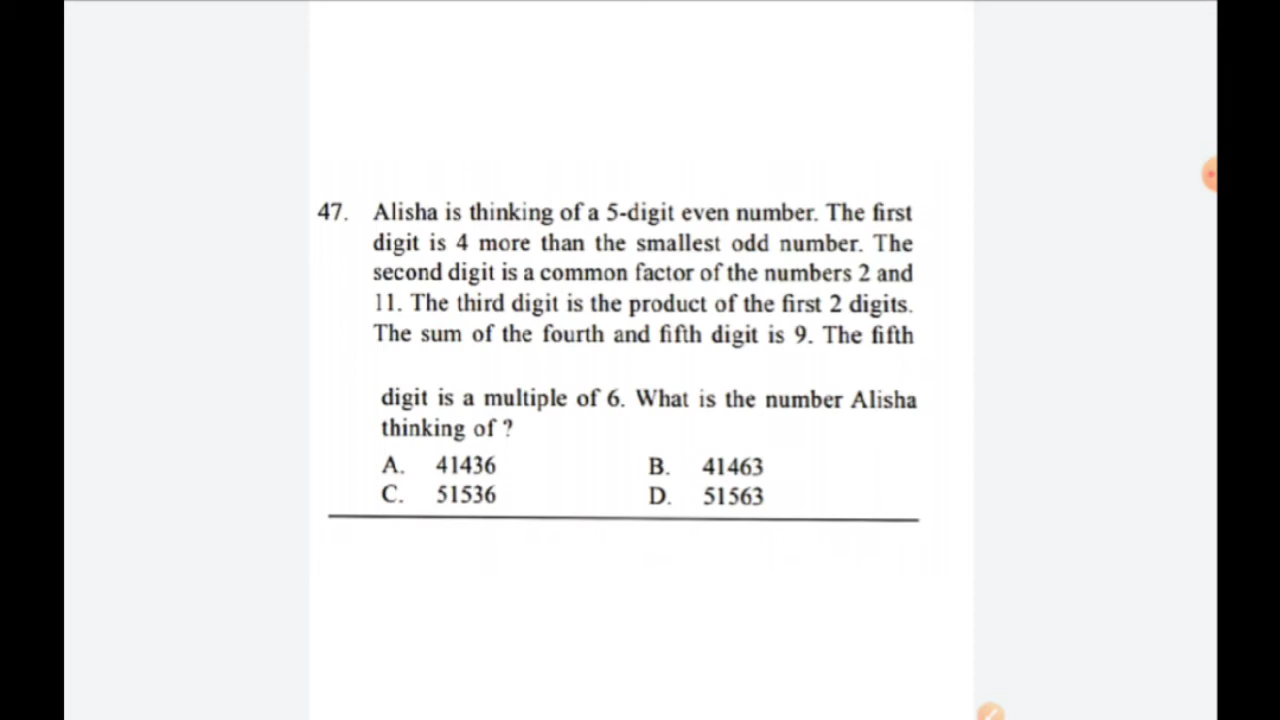 47. Alisha is thinking of a 5-digit even number. The first
digit is 4 more than the smallest odd number. The
second digit is a common factor of the numbers 2 and
11. The third digit is the product of the first 2 digits.
The sum of the fourth and fifth digit is 9. The fifth
digit is a multiple of 6. What is the number Alisha
thinking of ?
A. 41436 B. 41463
C. 51536 D. 51563